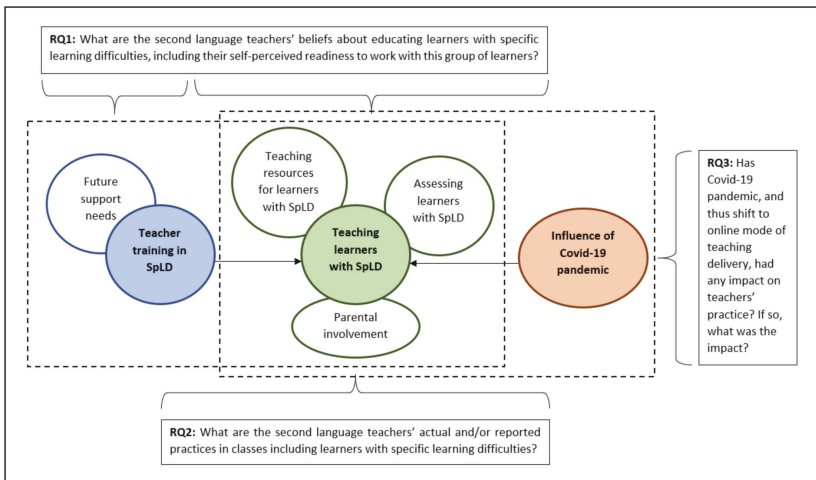 RQ1: What are the second language teachers' beliefs about educating learners with specific
learning difficulties, including their self-perceived readiness to work with this group of learners?
Future
support
needs
Teacher
training in
SpLD
Teaching
resources
for learners
with SpLD
Assessing
learners
with SpLD
Teaching
learners
with SpLD
Parental
involvement
Influence of
Covid-19
pandemic
RQ3: Has
Covid-19
pandemic, and
thus shift to
online mode of
teaching
delivery, had
any impact on
teachers'
practice? If so,
what was the
impact?
RQ2: What are the second language teachers' actual and/or reported
practices in classes including learners with specific learning difficulties?